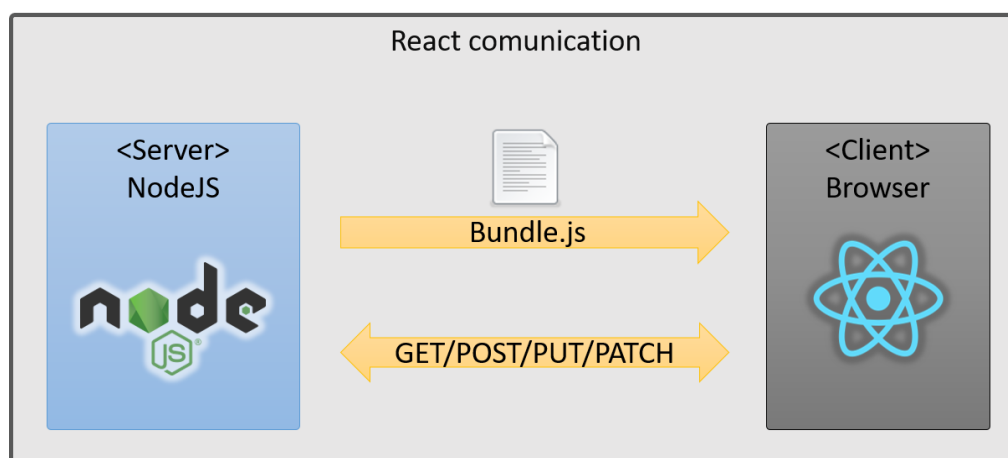 React comunication
<Server>
NodeJS
node
JS
Bundle.js
GET/POST/PUT/PATCH
<Client>
Browser